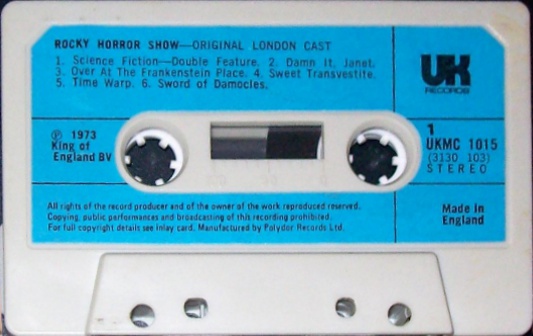 ROCKY HORROR SHOW—ORIGINAL LONDON CAST
1. Science Fiction—Double Feature. 2. Damn It, Janet.
3. Over At The Frankenstein Place. 4. Sweet Transvestite.
5. Time Warp. 6. Sword of Damocles.
UK
RECORDS
℗ 1973
King of
England BV
1
UKMC 1015
(3130 103)
STEREO
All rights of the record producer and of the owner of the work reproduced reserved.
Copying, public performances and broadcasting of this recording prohibited.
For full copyright details see inlay card. Manufactured by Polydor Records Ltd.
Made in
England